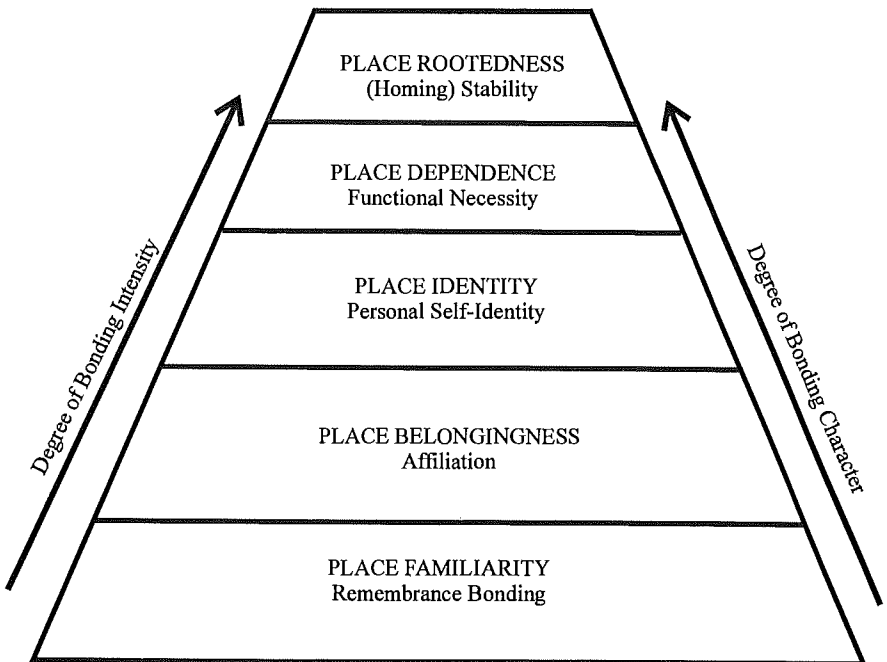 PLACE ROOTEDNESS
(Homing) Stability
PLACE DEPENDENCE
Functional Necessity
PLACE IDENTITY
Personal Self-Identity
PLACE BELONGINGNESS
Affiliation
PLACE FAMILIARITY
Remembrance Bonding
Degree of Bonding Intensity
Degree of Bonding Character